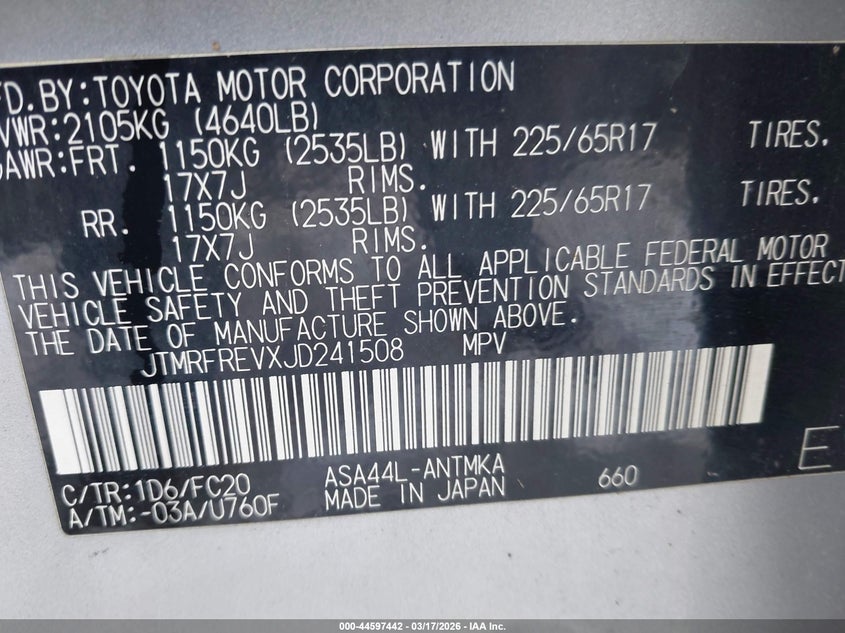 FD.BY:TOYOTA MOTOR CORPORATION
VWR:2105KG (4640LB)
GAWR:FRT. 1150KG (2535LB) WITH 225/65R17 TIRES.
17X7J RIMS.
RR. 1150KG (2535LB) WITH 225/65R17 TIRES.
17X7J RIMS.
THIS VEHICLE CONFORMS TO ALL APPLICABLE FEDERAL MOTOR
VEHICLE SAFETY AND THEFT PREVENTION STANDARDS IN EFFECT
THE DATE OF MANUFACTURE SHOWN ABOVE.
JTMRFREVXJD241508 MPV
C/TR:1D6/FC20 ASA44L-ANTMKA 660 E
A/TM:-03A/U760F MADE IN JAPAN
000-44597442 - 03/17/2026 - IAA Inc.